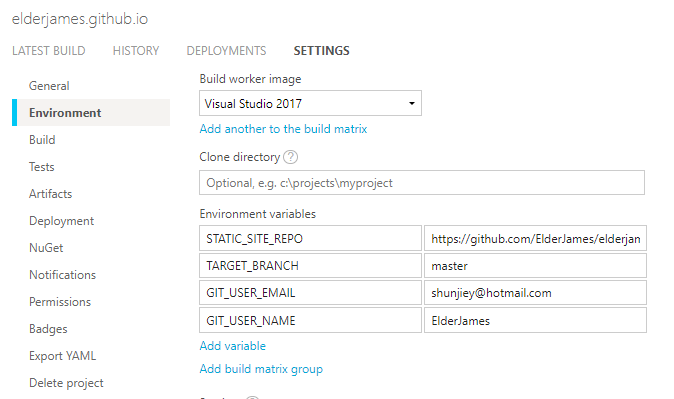 elderjames.github.io
LATEST BUILD HISTORY DEPLOYMENTS SETTINGS
General
Environment
Build
Tests
Artifacts
Deployment
NuGet
Notifications
Permissions
Badges
Export YAML
Delete project
Build worker image
Visual Studio 2017
Add another to the build matrix
Clone directory ?
Optional, e.g. c:\projects\myproject
Environment variables
STATIC_SITE_REPO https://github.com/ElderJames/elderjan
TARGET_BRANCH master
GIT_USER_EMAIL shunjiey@hotmail.com
GIT_USER_NAME ElderJames
Add variable
Add build matrix group